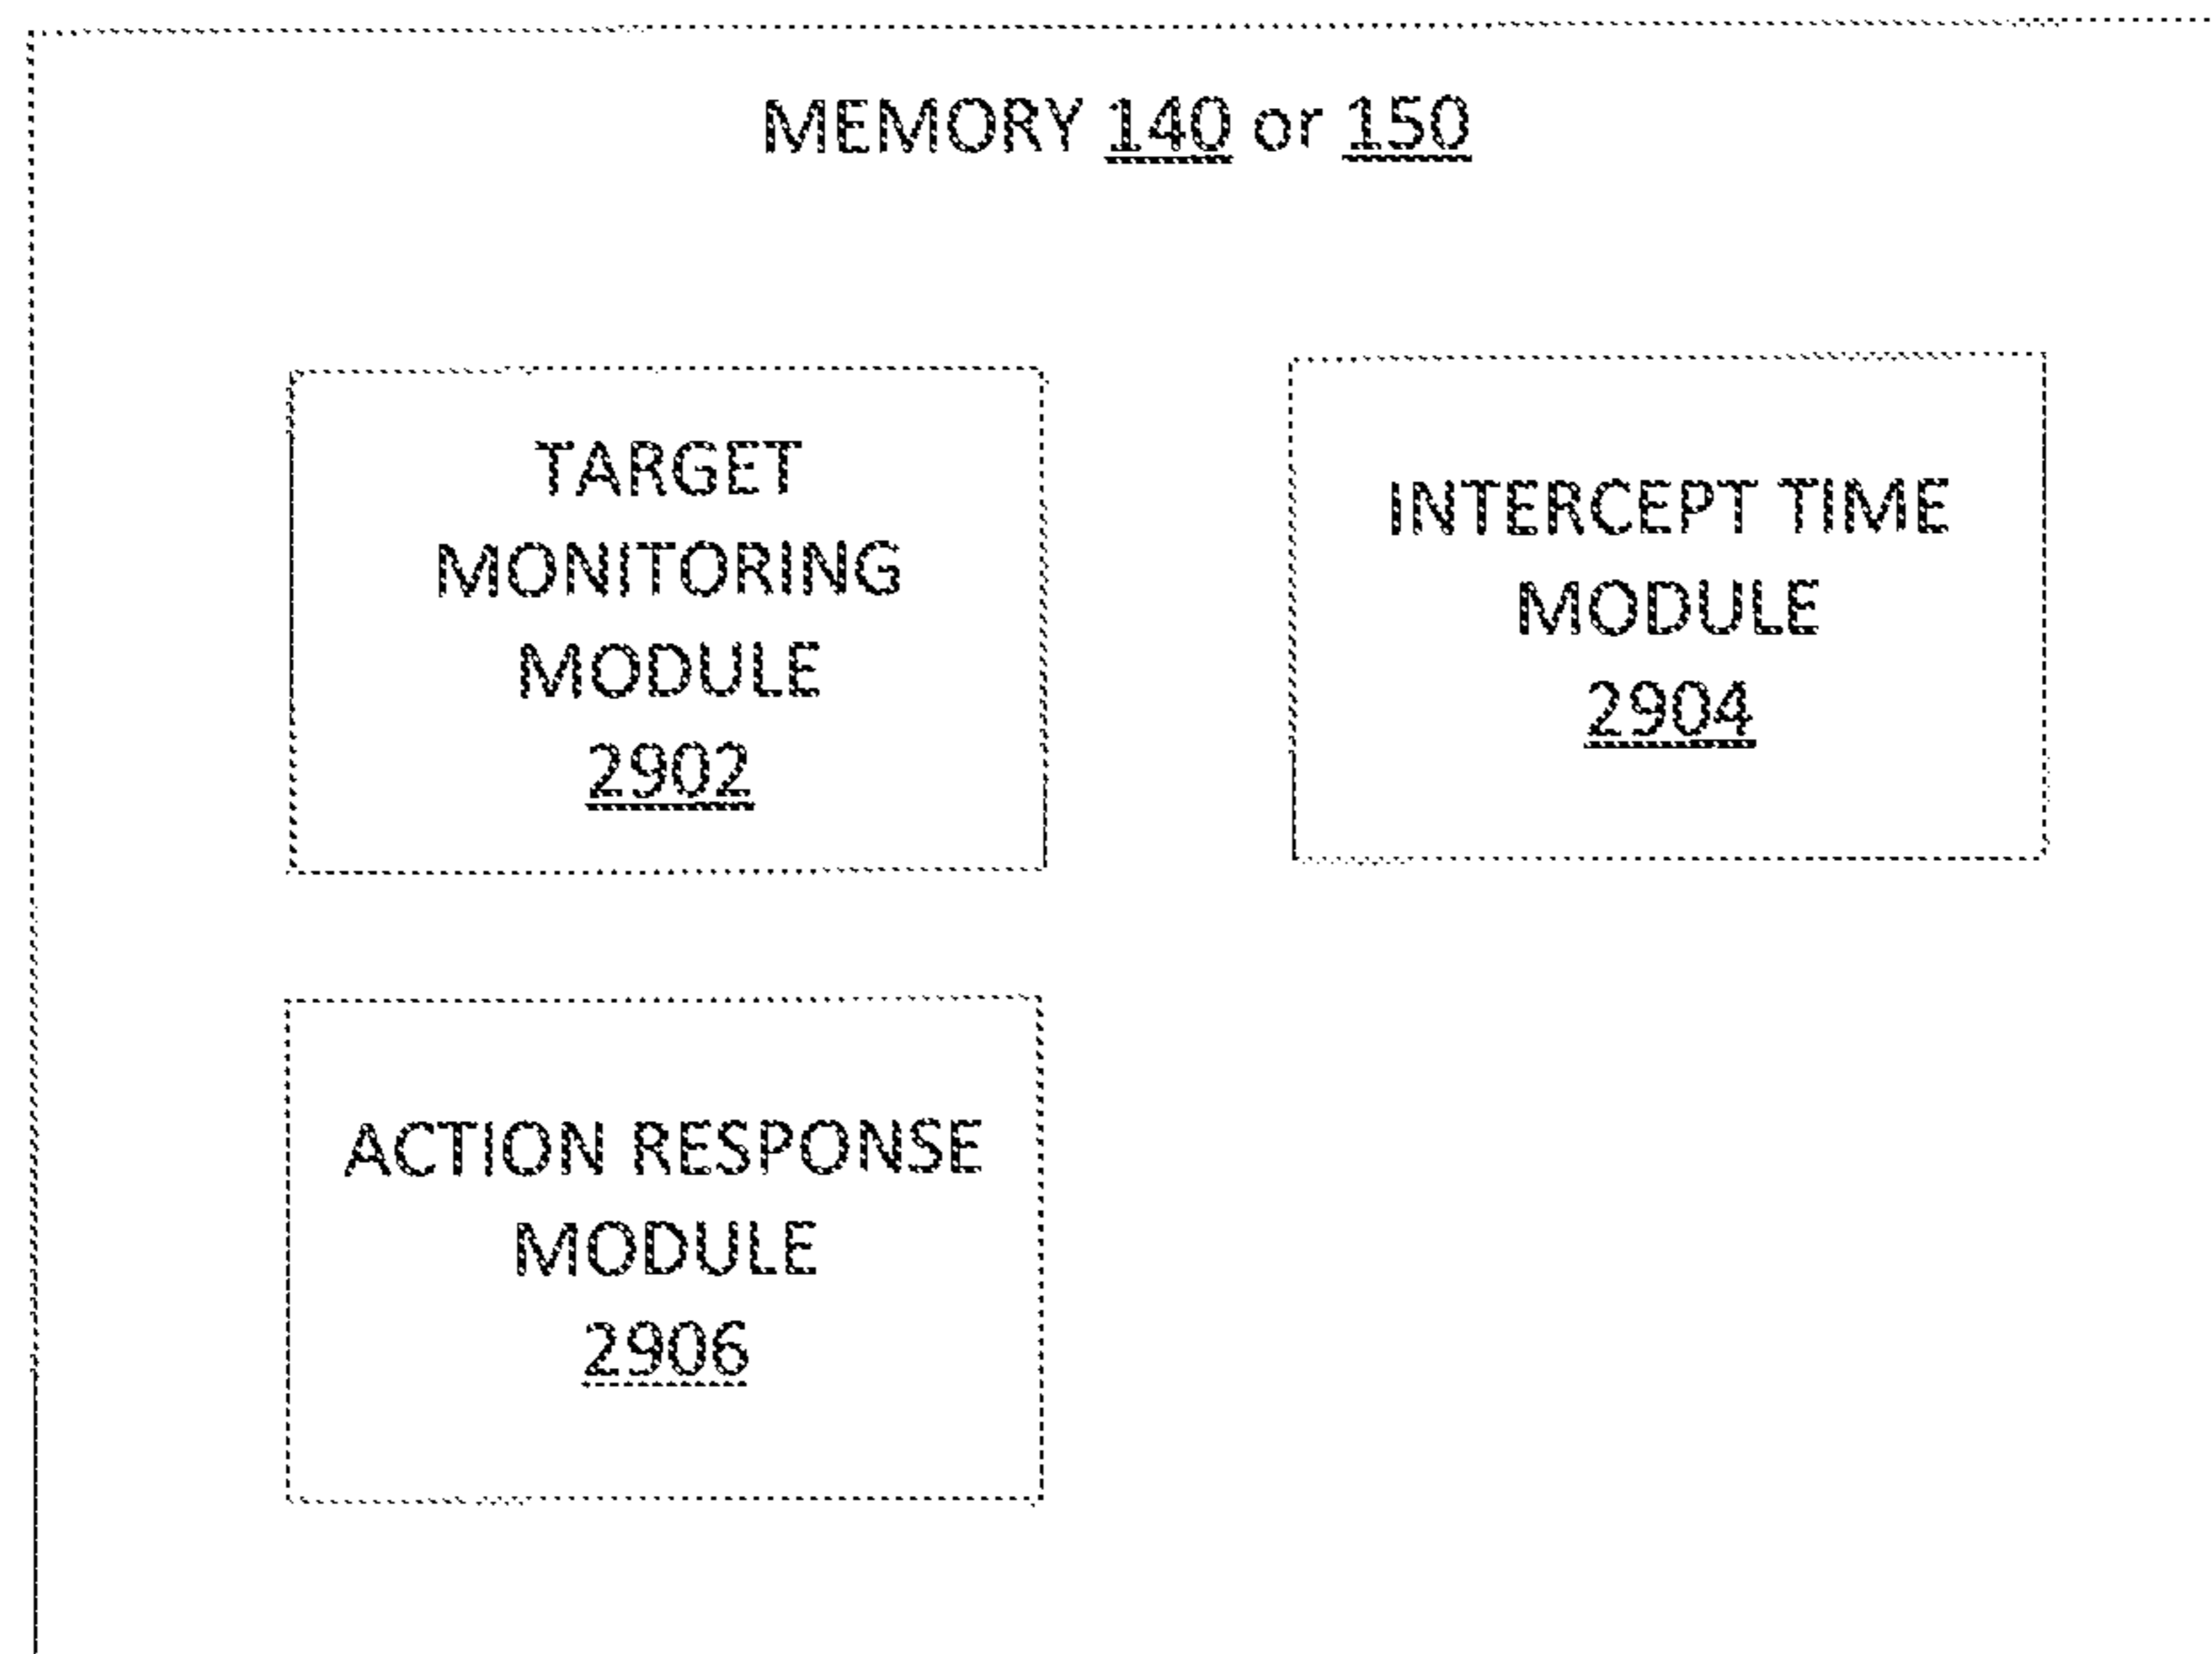 MEMORY 140 or 150
TARGET
MONITORING
MODULE
2902
INTERCEPT TIME
MODULE
2904
ACTION RESPONSE
MODULE
2906